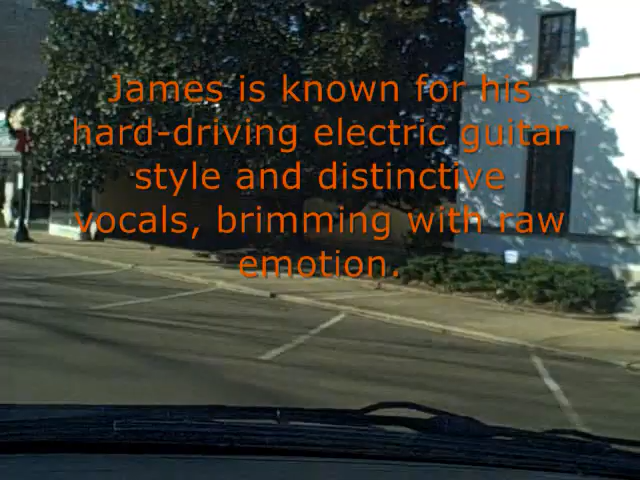 James is known for his
hard-driving electric guitar
style and distinctive
vocals, brimming with raw
emotion.